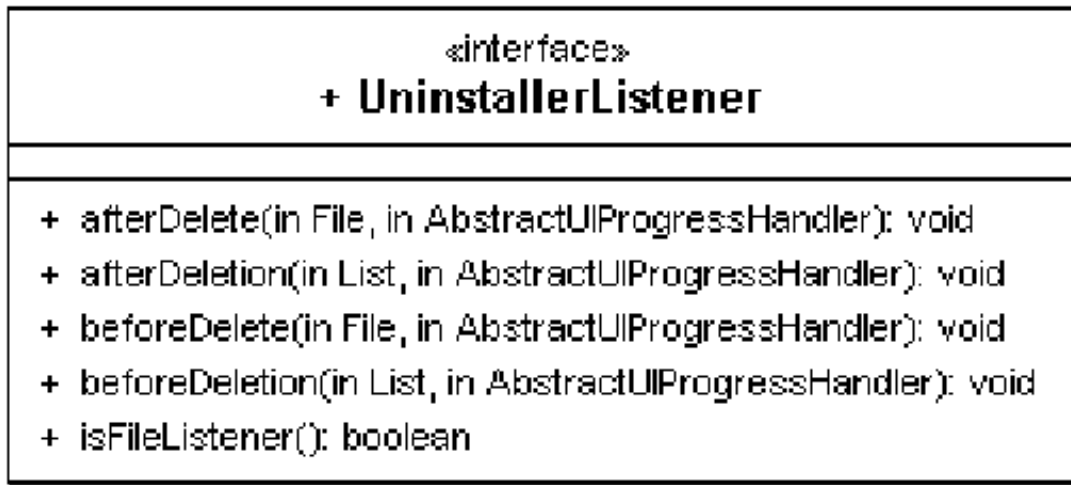 «interface»
+ UninstallerListener
+ afterDelete(in File, in AbstractUIProgressHandler): void
+ afterDeletion(in List, in AbstractUIProgressHandler): void
+ beforeDelete(in File, in AbstractUIProgressHandler): void
+ beforeDeletion(in List, in AbstractUIProgressHandler): void
+ isFileListener(): boolean